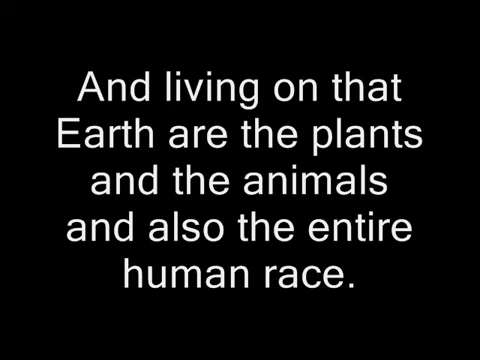 And living on that
Earth are the plants
and the animals
and also the entire
human race.